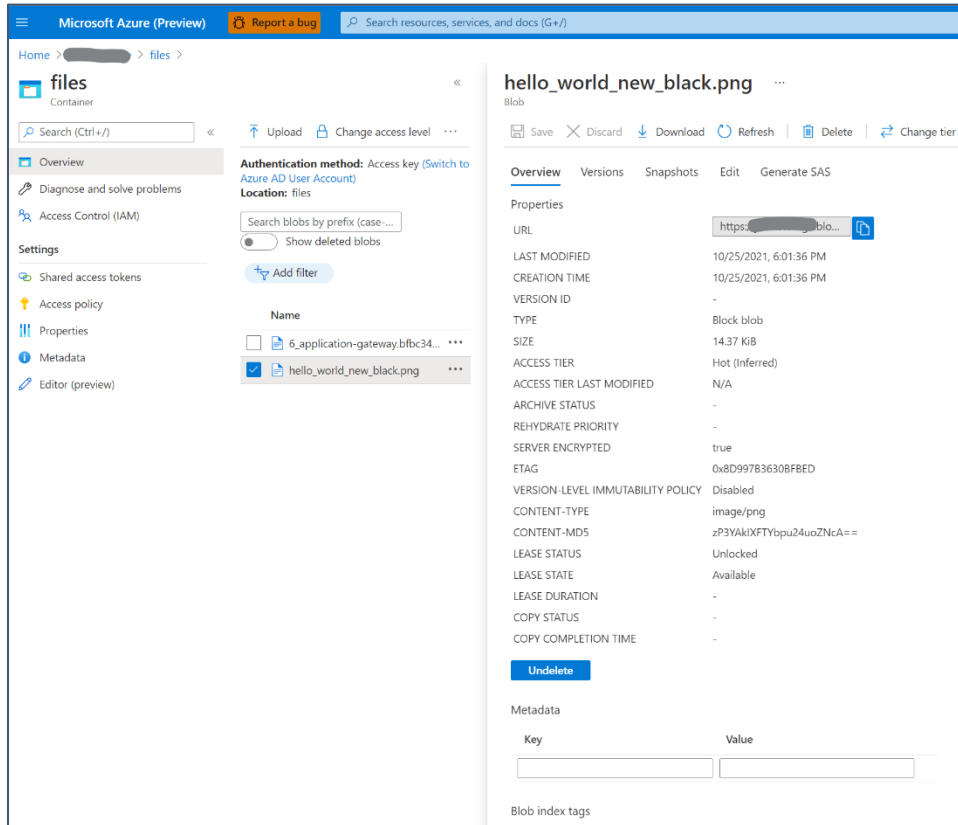 Microsoft Azure (Preview)
Report a bug
Search resources, services, and docs (G+/)
Home > > files >
files
Container
Search (Ctrl+/)
Overview
Diagnose and solve problems
Access Control (IAM)
Settings
Shared access tokens
Access policy
Properties
Metadata
Editor (preview)
Upload Change access level ...
Authentication method: Access key (Switch to
Azure AD User Account)
Location: files
Search blobs by prefix (case-...
Show deleted blobs
Add filter
Name
6_application-gateway.bfbc34... ...
hello_world_new_black.png ...
hello_world_new_black.png ...
Blob
Save Discard Download Refresh Delete Change tier
Overview Versions Snapshots Edit Generate SAS
Properties
URL https: blo...
LAST MODIFIED 10/25/2021, 6:01:36 PM
CREATION TIME 10/25/2021, 6:01:36 PM
VERSION ID -
TYPE Block blob
SIZE 14.37 KiB
ACCESS TIER Hot (Inferred)
ACCESS TIER LAST MODIFIED N/A
ARCHIVE STATUS -
REHYDRATE PRIORITY -
SERVER ENCRYPTED true
ETAG 0x8D997B3630BFBED
VERSION-LEVEL IMMUTABILITY POLICY Disabled
CONTENT-TYPE image/png
CONTENT-MD5 zP3YAkIXFTYbpu24uoZNcA==
LEASE STATUS Unlocked
LEASE STATE Available
LEASE DURATION -
COPY STATUS -
COPY COMPLETION TIME -
Undelete
Metadata
Key Value
Blob index tags